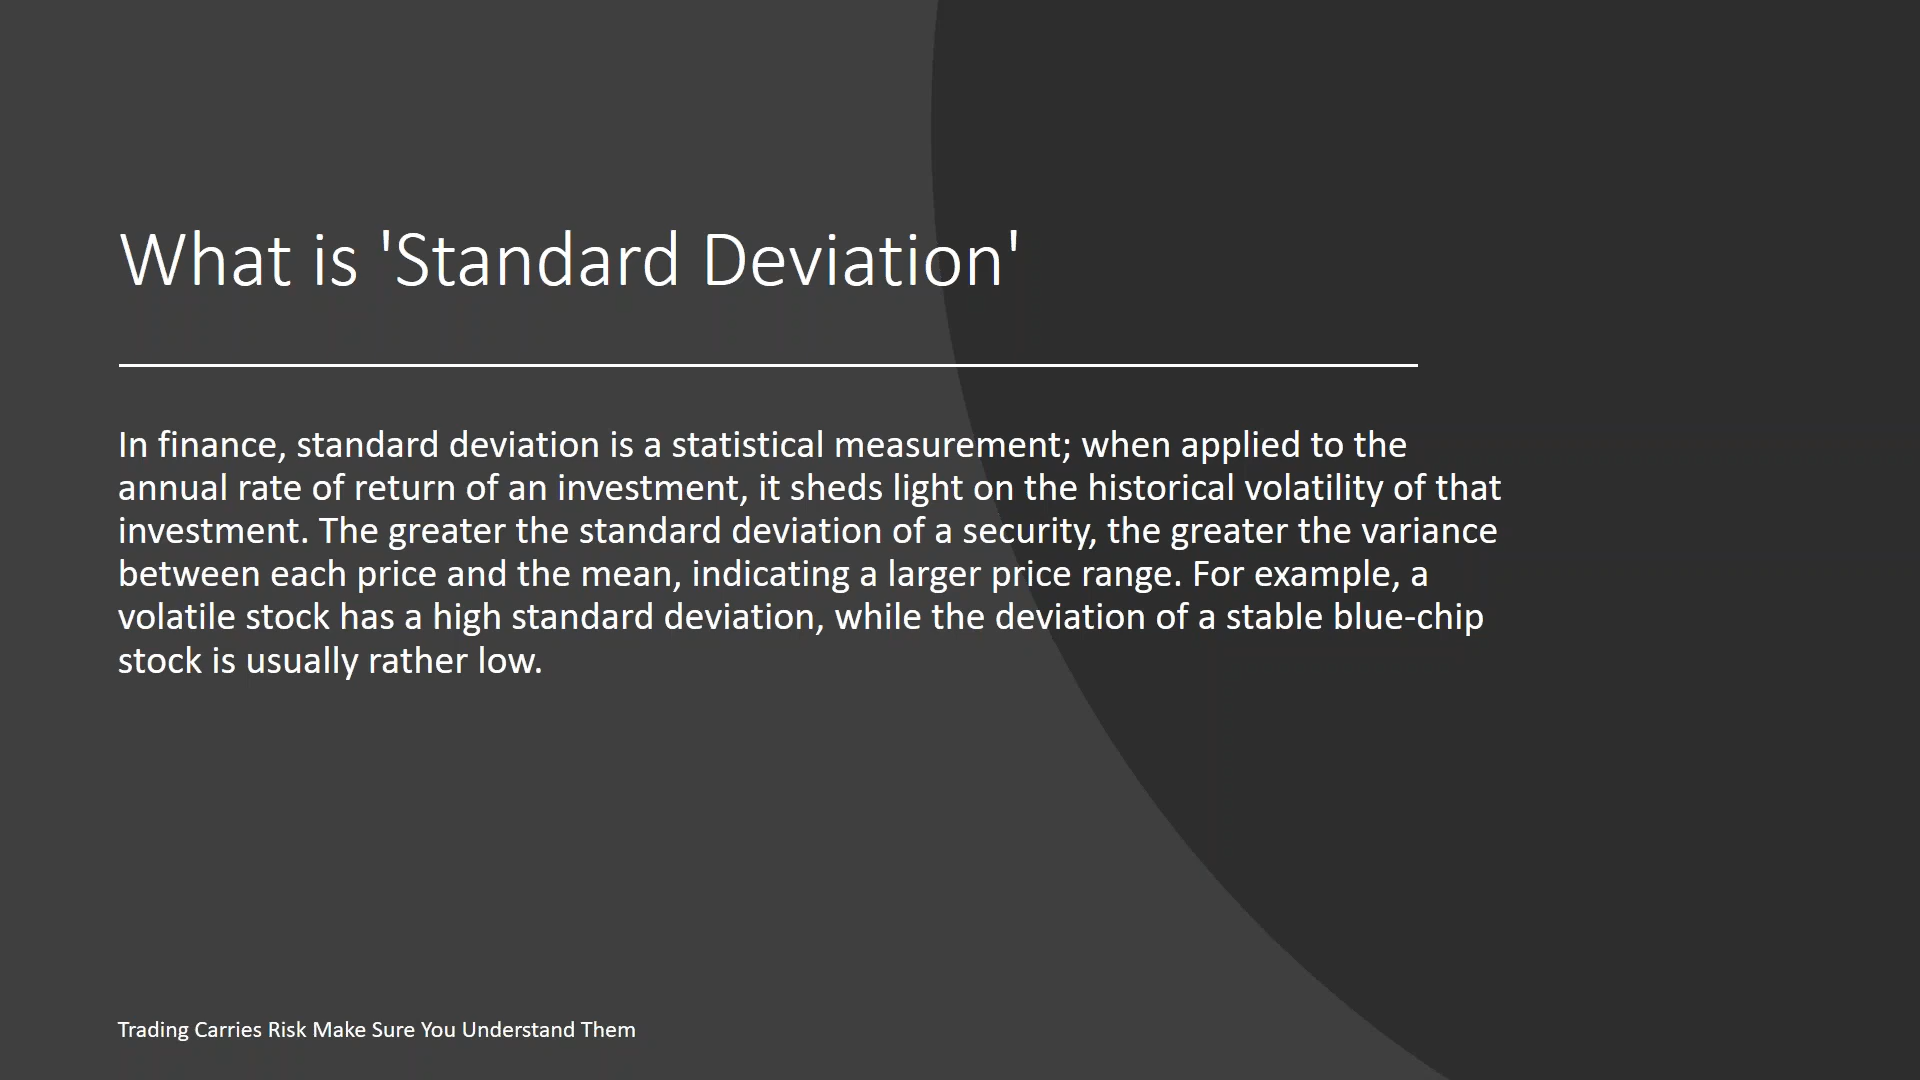 What is 'Standard Deviation'
In finance, standard deviation is a statistical measurement; when applied to the
annual rate of return of an investment, it sheds light on the historical volatility of that
investment. The greater the standard deviation of a security, the greater the variance
between each price and the mean, indicating a larger price range. For example, a
volatile stock has a high standard deviation, while the deviation of a stable blue-chip
stock is usually rather low.
Trading Carries Risk Make Sure You Understand Them